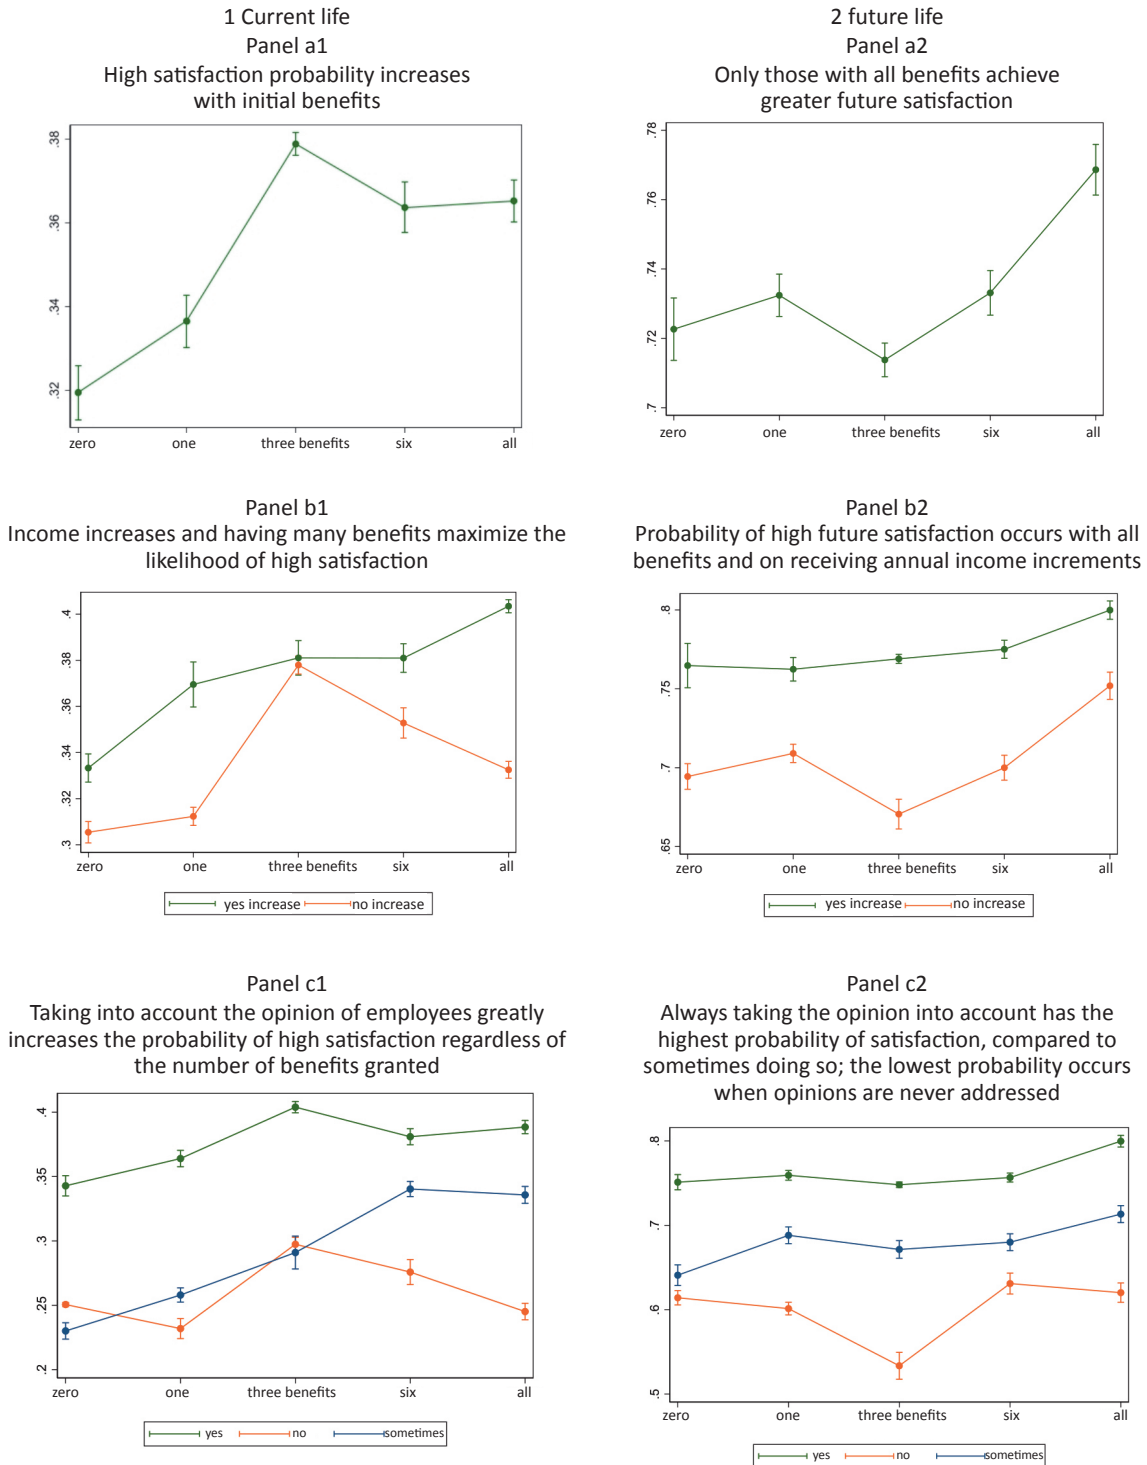 1 Current life
Panel a1
High satisfaction probability increases
with initial benefits
.38
.36
.34
.32
zero one three benefits six all
2 future life
Panel a2
Only those with all benefits achieve
greater future satisfaction
.78
.76
.74
.72
.7
zero one three benefits six all
Panel b1
Income increases and having many benefits maximize the
likelihood of high satisfaction
.4
.38
.36
.34
.32
.3
zero one three benefits six all
yes increase no increase
Panel b2
Probability of high future satisfaction occurs with all
benefits and on receiving annual income increments
.8
.75
.7
.65
zero one three benefits six all
yes increase no increase
Panel c1
Taking into account the opinion of employees greatly
increases the probability of high satisfaction regardless of
the number of benefits granted
.4
.35
.3
.25
.2
zero one three benefits six all
yes no sometimes
Panel c2
Always taking the opinion into account has the
highest probability of satisfaction, compared to
sometimes doing so; the lowest probability occurs
when opinions are never addressed
.8
.7
.6
.5
zero one three benefits six all
yes no sometimes